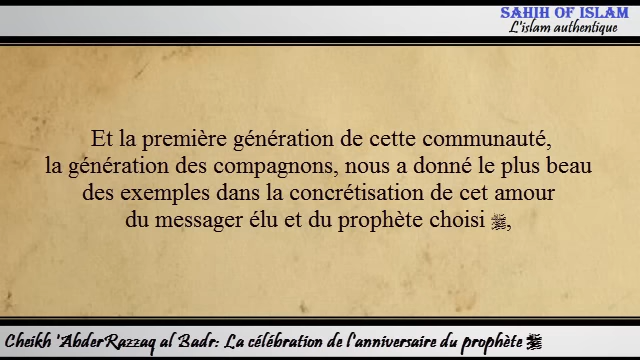 SAHIH OF ISLAM
L'islam authentique
Et la première génération de cette communauté,
la génération des compagnons, nous a donné le plus beau
des exemples dans la concrétisation de cet amour
du messager élu et du prophète choisi ﷺ,
Cheikh 'AbderRazzaq al Badr: La célébration de l'anniversaire du prophète ﷺ